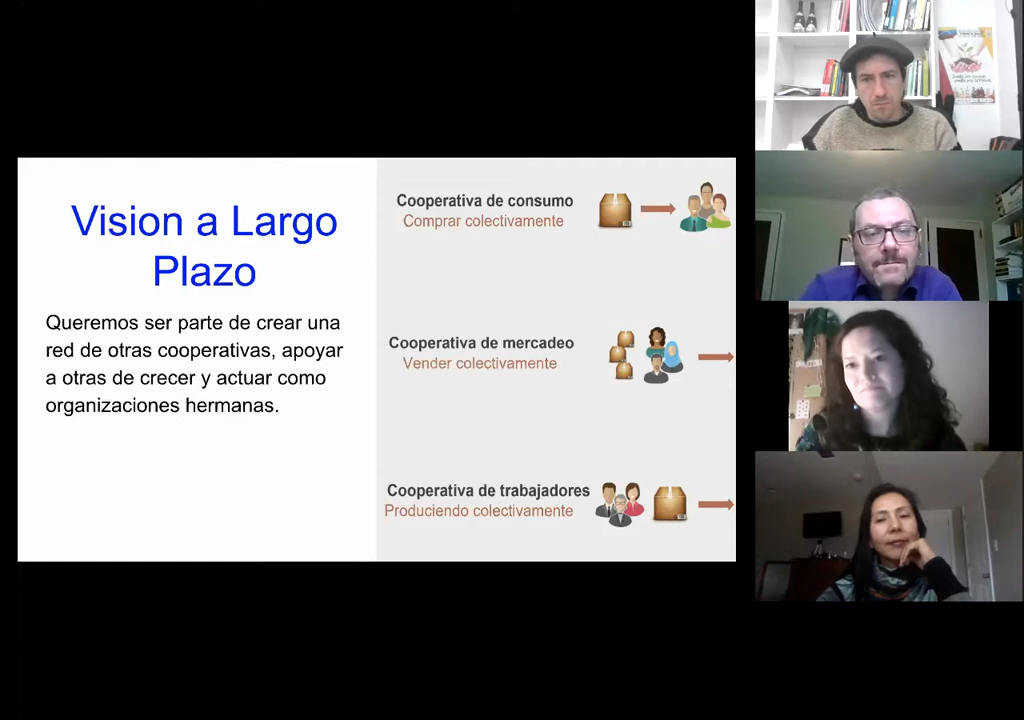 Vision a Largo
Plazo
Queremos ser parte de crear una
red de otras cooperativas, apoyar
a otras de crecer y actuar como
organizaciones hermanas.
Cooperativa de consumo
Comprar colectivamente
Cooperativa de mercadeo
Vender colectivamente
Cooperativa de trabajadores
Produciendo colectivamente